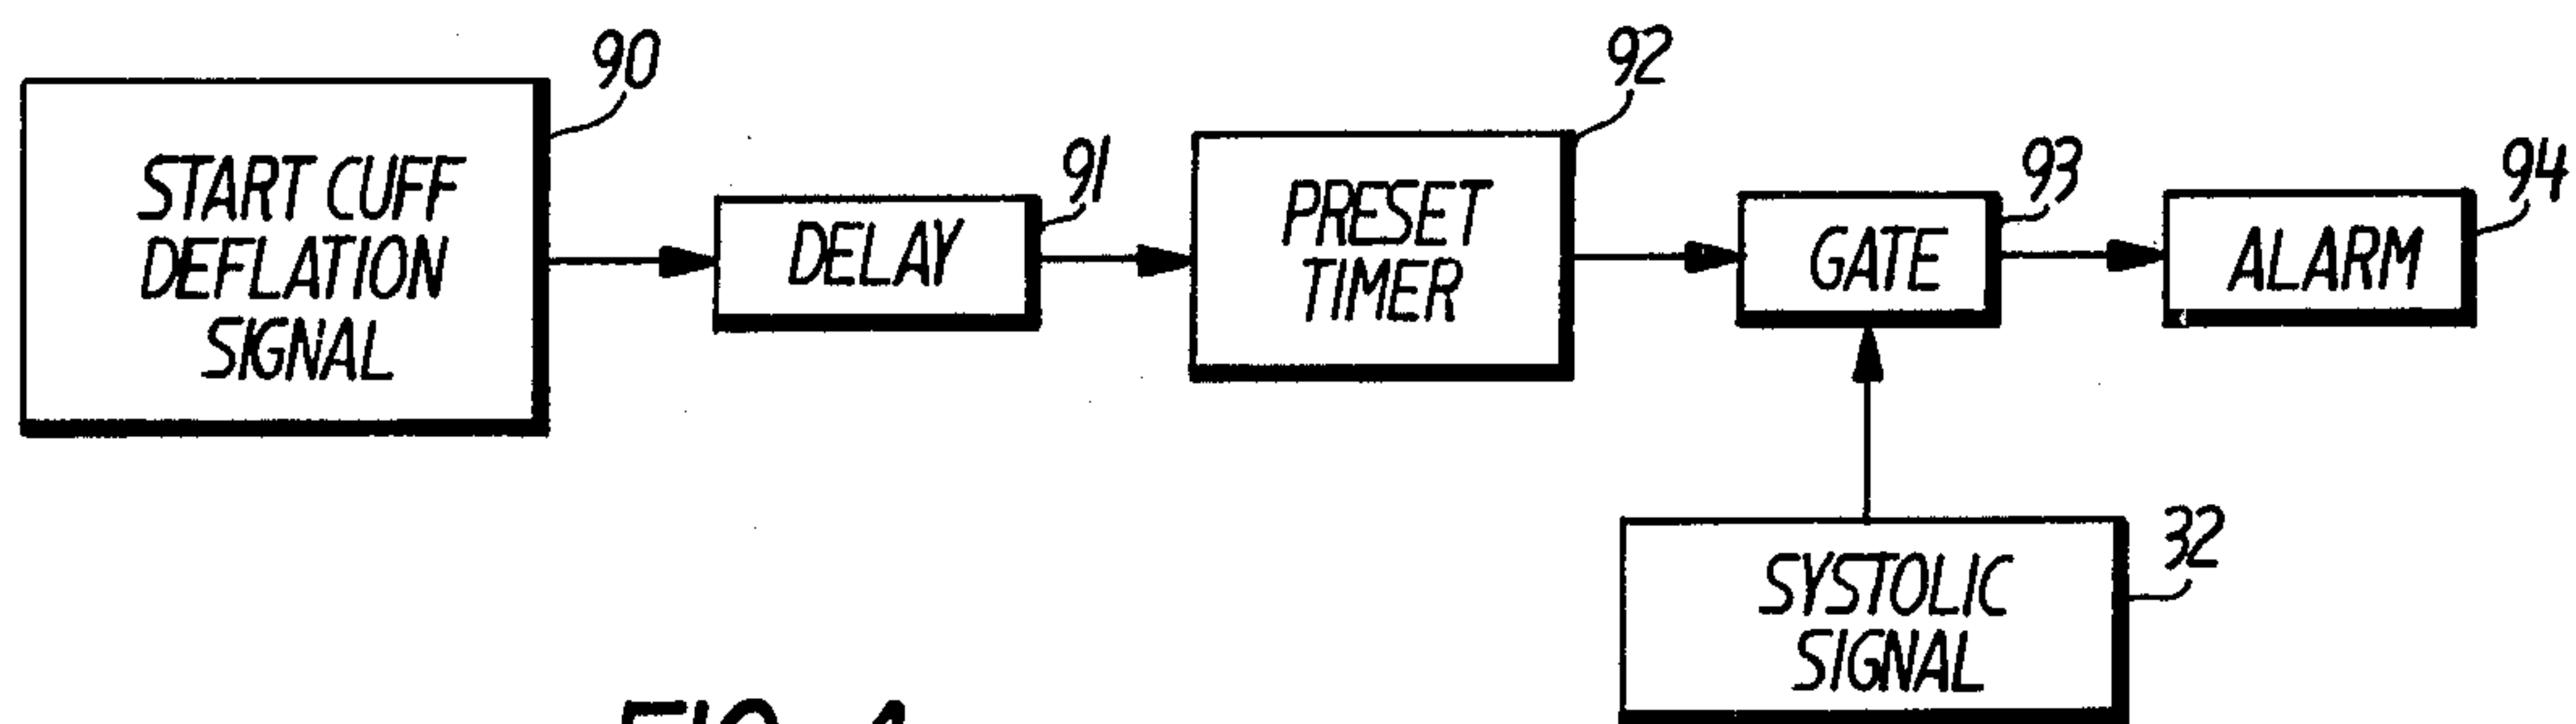 90
START CUFF
DEFLATION
SIGNAL
91
DELAY
92
PRESET
TIMER
93
GATE
94
ALARM
32
SYSTOLIC
SIGNAL